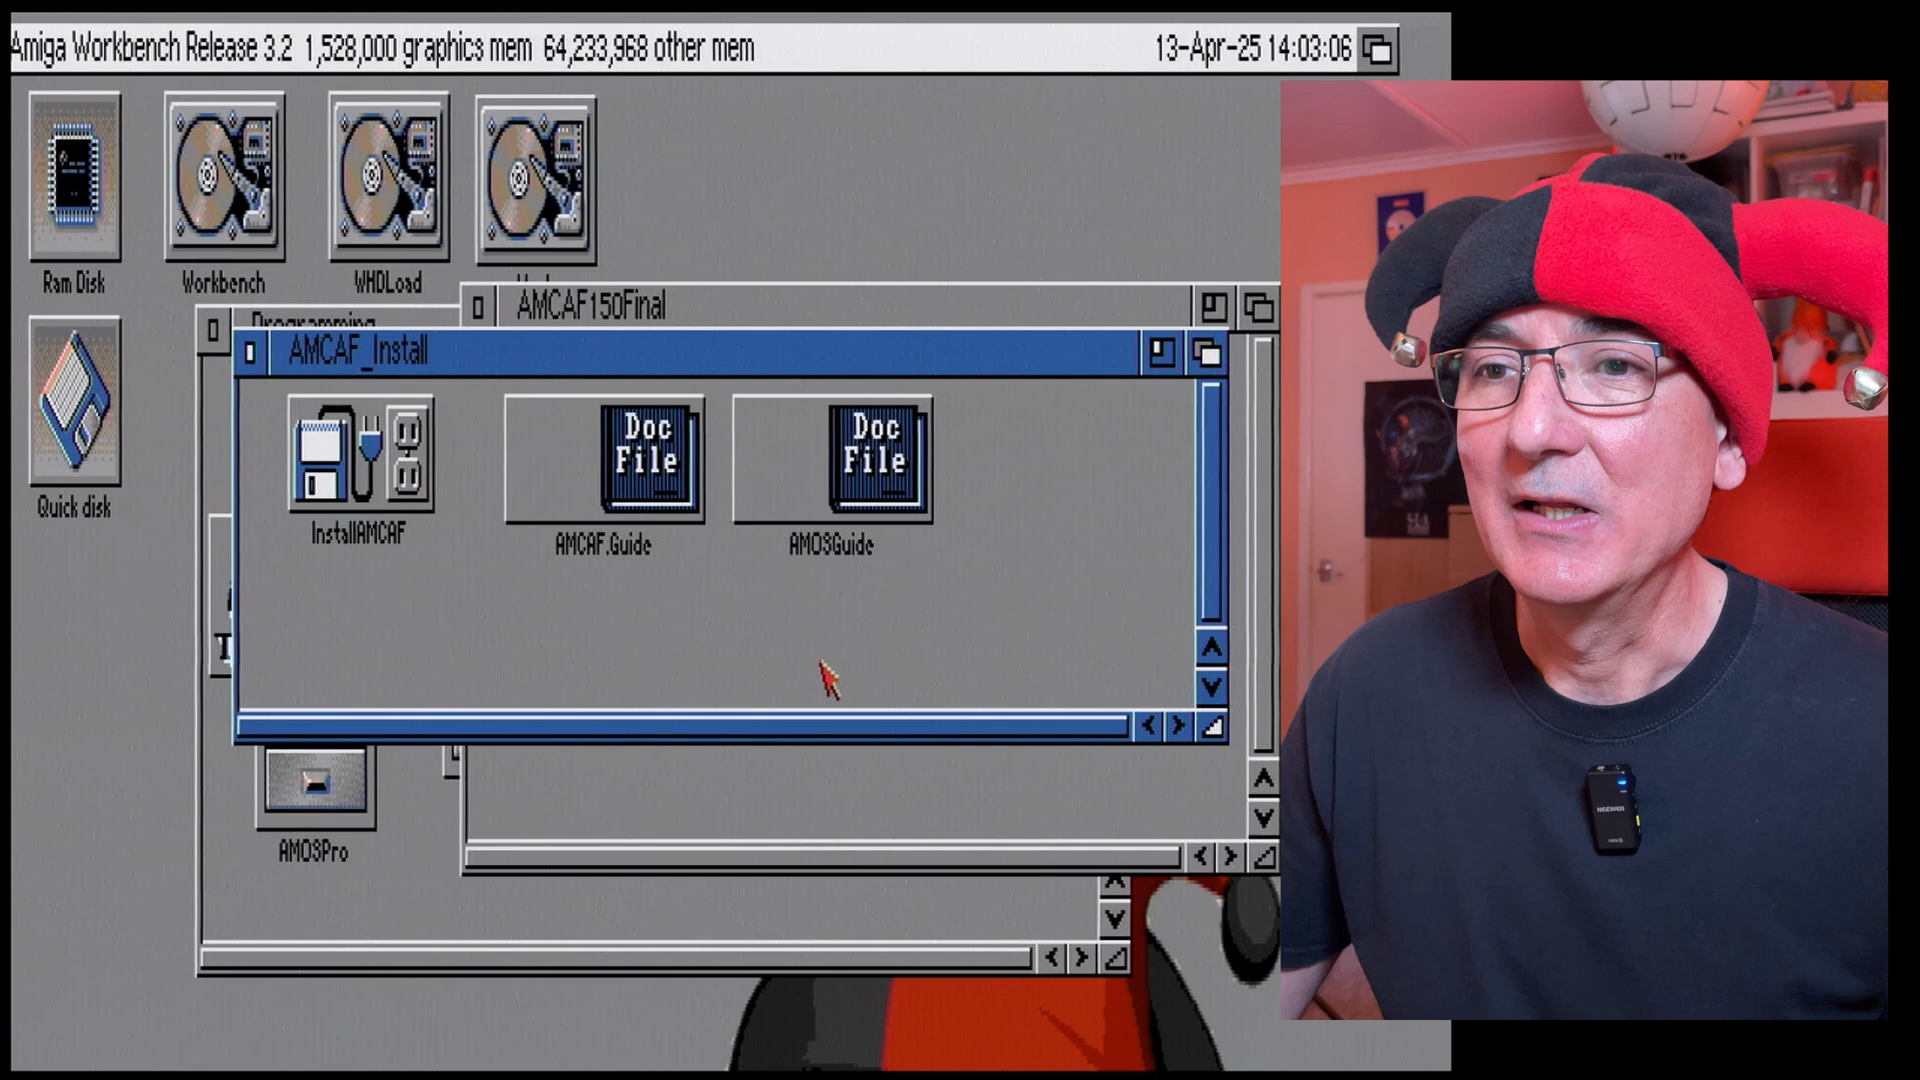 Amiga Workbench Release 3.2 1,528,000 graphics mem 64,233,968 other mem
13-Apr-25 14:03:06
Ram Disk
Workbench
WHDLoad
Quick disk
Programming
AMCAF150Final
AMCAF_Install
Doc
File
Doc
File
InstallAMCAF
AMCAF.Guide
AMOSGuide
AMOSPro
NEEWER